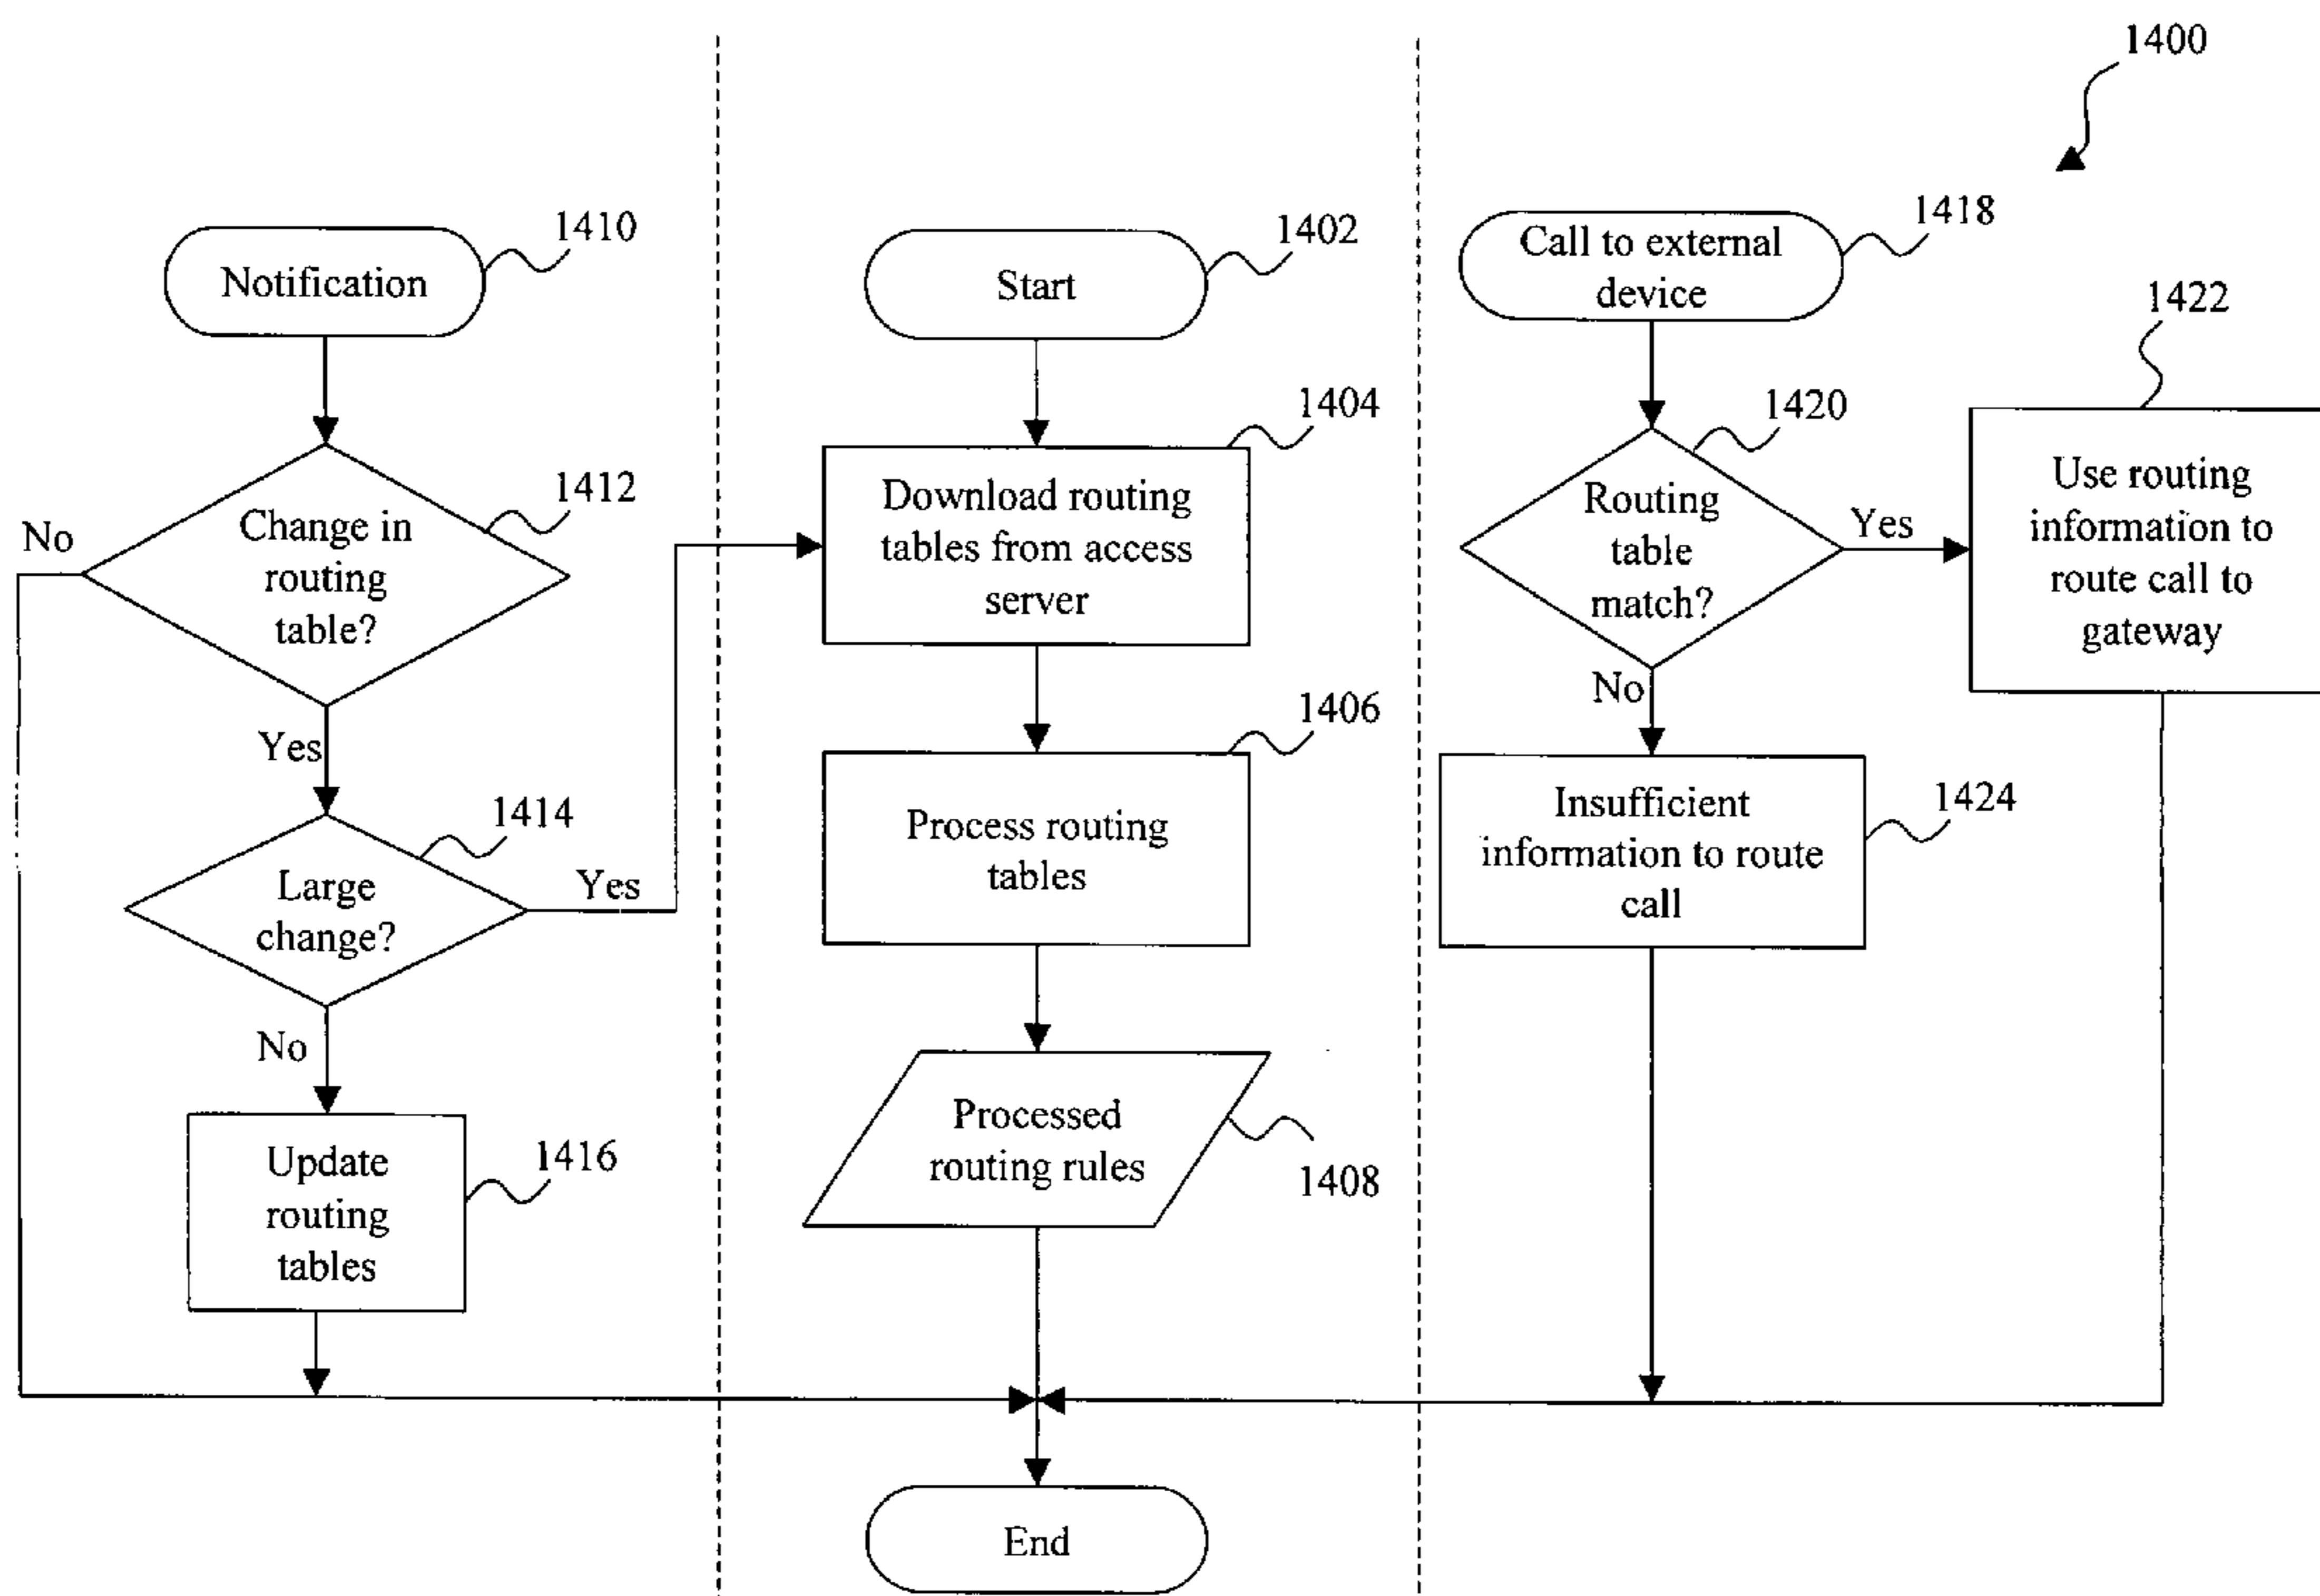 1400
1410
Notification
1412
Change in
routing
table?
No
Yes
1414
Large
change?
Yes
No
1416
Update
routing
tables
1402
Start
1404
Download routing
tables from access
server
1406
Process routing
tables
Processed
routing rules
1408
End
1418
Call to external
device
1420
Routing
table
match?
Yes
No
1422
Use routing
information to
route call to
gateway
Insufficient
information to route
call
1424